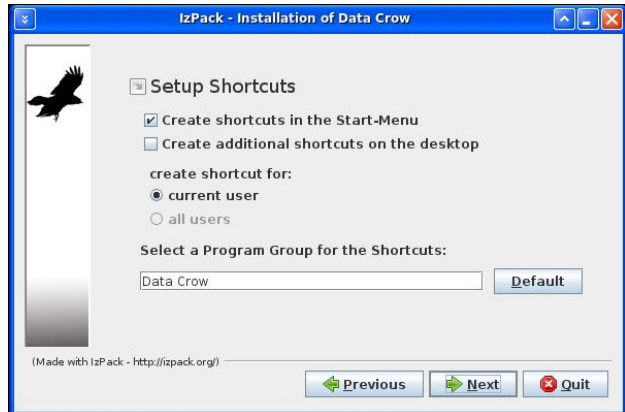 IzPack - Installation of Data Crow
Setup Shortcuts
Create shortcuts in the Start-Menu
Create additional shortcuts on the desktop
create shortcut for:
current user
all users
Select a Program Group for the Shortcuts:
Data Crow
Default
(Made with IzPack - http://izpack.org/)
Previous
Next
Quit